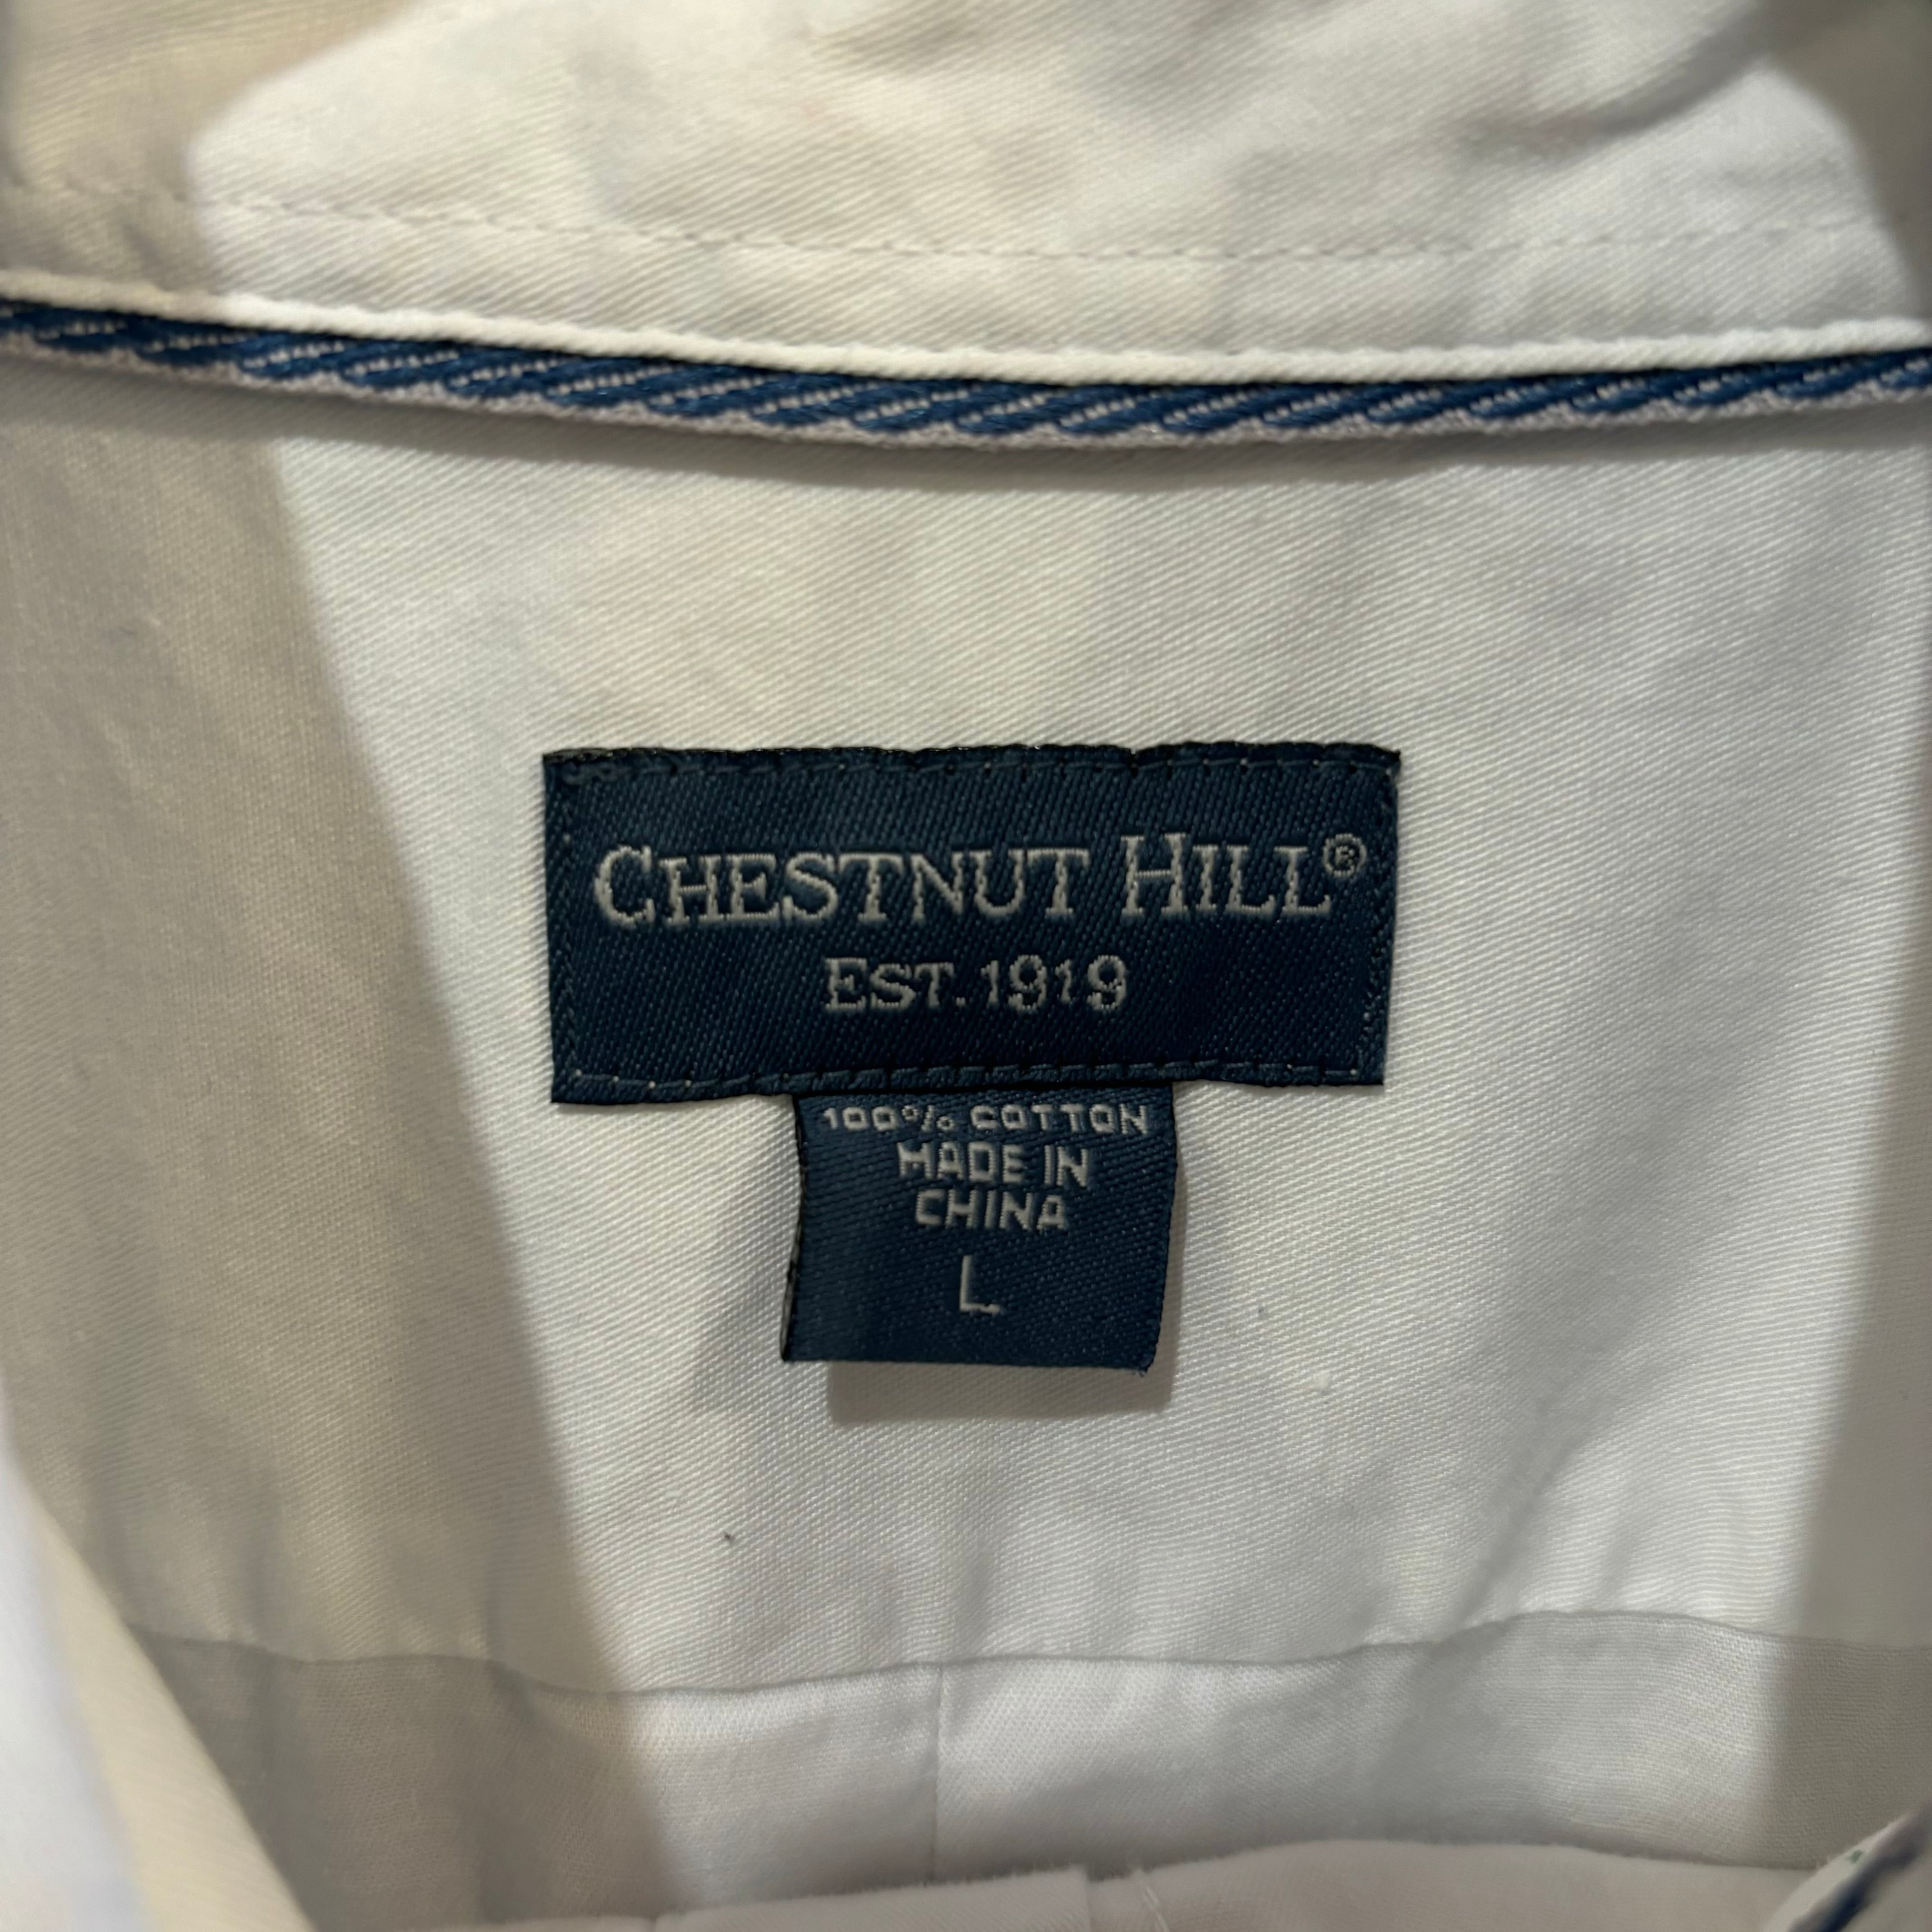 CHESTNUT HILL®
EST. 1919
100% COTTON
MADE IN
CHINA
L